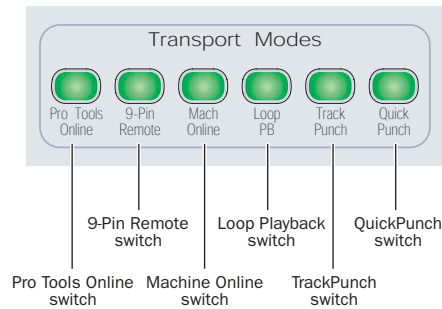 Transport Modes
Pro Tools Online
9-Pin Remote
Mach Online
Loop PB
Track Punch
Quick Punch
9-Pin Remote switch
Loop Playback switch
QuickPunch switch
Pro Tools Online switch
Machine Online switch
TrackPunch switch